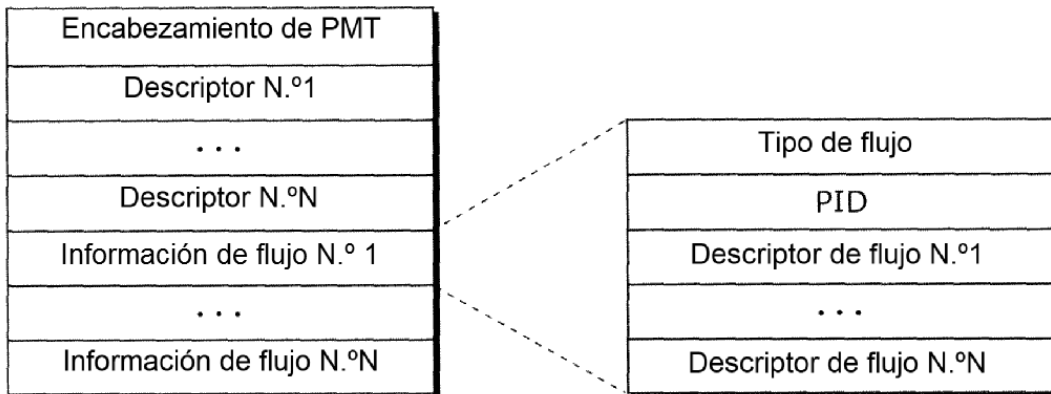 Encabezamiento de PMT
Descriptor N.º1
...
Descriptor N.ºN
Información de flujo N.º 1
...
Información de flujo N.ºN
Tipo de flujo
PID
Descriptor de flujo N.º1
...
Descriptor de flujo N.ºN